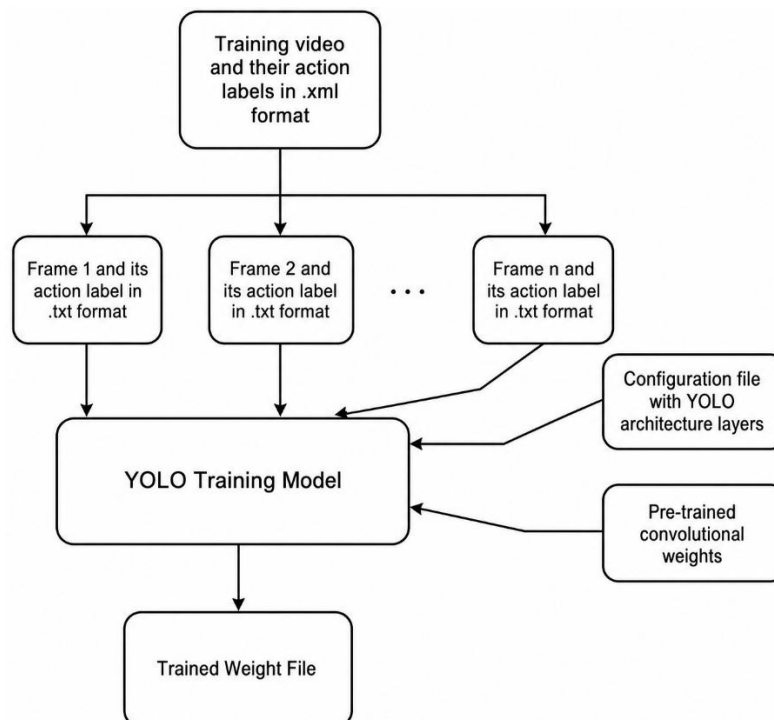 Training video
and their action
labels in .xml
format
Frame 1 and its
action label in
.txt format
Frame 2 and
its action label
in .txt format
...
Frame n and
its action label
in .txt format
Configuration file
with YOLO
architecture layers
YOLO Training Model
Pre-trained
convolutional
weights
Trained Weight File